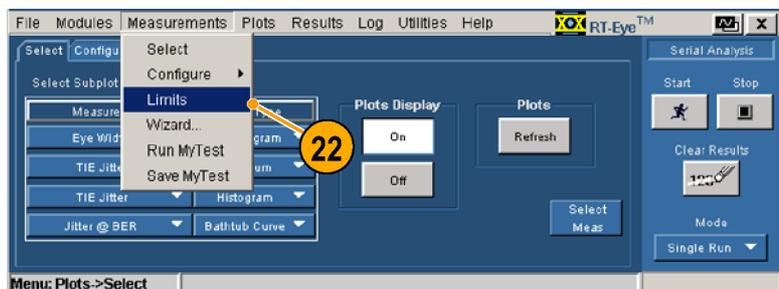 File Modules Measurements Plots Results Log Utilities Help RT-Eye™ X
Select Configu Select Serial Analysis
Configure
Select Subplot Start Stop
Limits
Measure Plots Display Plots
Wizard...
Eye Wid gram On Refresh
22
Run MyTest Clear Results
TIE Jitte um
Save MyTest Off
TIE Jitter Histogram
Select Meas
Jitter @ BER Bathtub Curve Mode
Single Run
Menu: Plots->Select